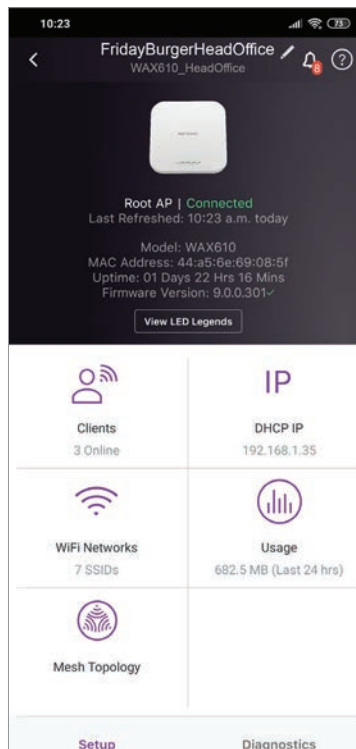 10:23
73
FridayBurgerHeadOffice
WAX610_HeadOffice
8
?
Root AP | Connected
Last Refreshed: 10:23 a.m. today
Model: WAX610
MAC Address: 44:a5:6e:69:08:5f
Uptime: 01 Days 22 Hrs 16 Mins
Firmware Version: 9.0.0.301
View LED Legends
Clients
3 Online
IP
DHCP IP
192.168.1.35
WiFi Networks
7 SSIDs
Usage
682.5 MB (Last 24 hrs)
Mesh Topology
Setup
Diagnostics